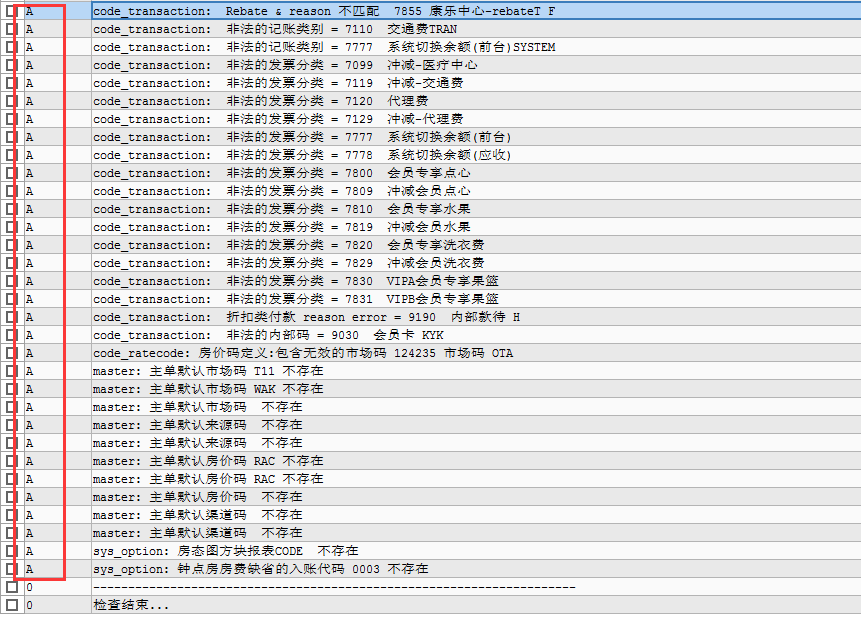 A code_transaction: Rebate & reason 不匹配 7855 康乐中心-rebateT F
A code_transaction: 非法的记账类别 = 7110 交通费TRAN
A code_transaction: 非法的记账类别 = 7777 系统切换余额(前台)SYSTEM
A code_transaction: 非法的发票分类 = 7099 冲减-医疗中心
A code_transaction: 非法的发票分类 = 7119 冲减-交通费
A code_transaction: 非法的发票分类 = 7120 代理费
A code_transaction: 非法的发票分类 = 7129 冲减-代理费
A code_transaction: 非法的发票分类 = 7777 系统切换余额(前台)
A code_transaction: 非法的发票分类 = 7778 系统切换余额(应收)
A code_transaction: 非法的发票分类 = 7800 会员专享点心
A code_transaction: 非法的发票分类 = 7809 冲减会员点心
A code_transaction: 非法的发票分类 = 7810 会员专享水果
A code_transaction: 非法的发票分类 = 7819 冲减会员水果
A code_transaction: 非法的发票分类 = 7820 会员专享洗衣费
A code_transaction: 非法的发票分类 = 7829 冲减会员洗衣费
A code_transaction: 非法的发票分类 = 7830 VIPA会员专享果篮
A code_transaction: 非法的发票分类 = 7831 VIPB会员专享果篮
A code_transaction: 折扣类付款 reason error = 9190 内部款待 H
A code_transaction: 非法的内部码 = 9030 会员卡 KYK
A code_ratecode: 房价码定义:包含无效的市场码 124235 市场码 OTA
A master: 主单默认市场码 T11 不存在
A master: 主单默认市场码 WAK 不存在
A master: 主单默认市场码 不存在
A master: 主单默认来源码 不存在
A master: 主单默认来源码 不存在
A master: 主单默认房价码 RAC 不存在
A master: 主单默认房价码 RAC 不存在
A master: 主单默认房价码 不存在
A master: 主单默认渠道码 不存在
A master: 主单默认渠道码 不存在
A sys_option: 房态图方块报表CODE 不存在
A sys_option: 钟点房房费缺省的入账代码 0003 不存在
0 --------------------------------------------------------------------
0 检查结束...